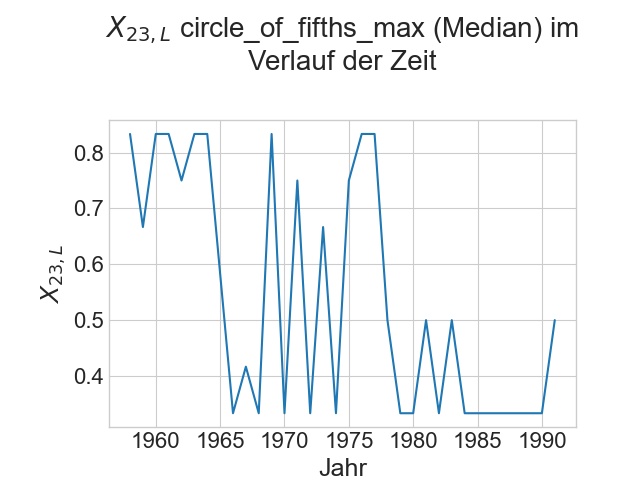 X23, L circle_of_fifths_max (Median) im
Verlauf der Zeit
0.8
0.7
0.6
0.5
0.4
X23, L
1960 1965 1970 1975 1980 1985 1990
Jahr